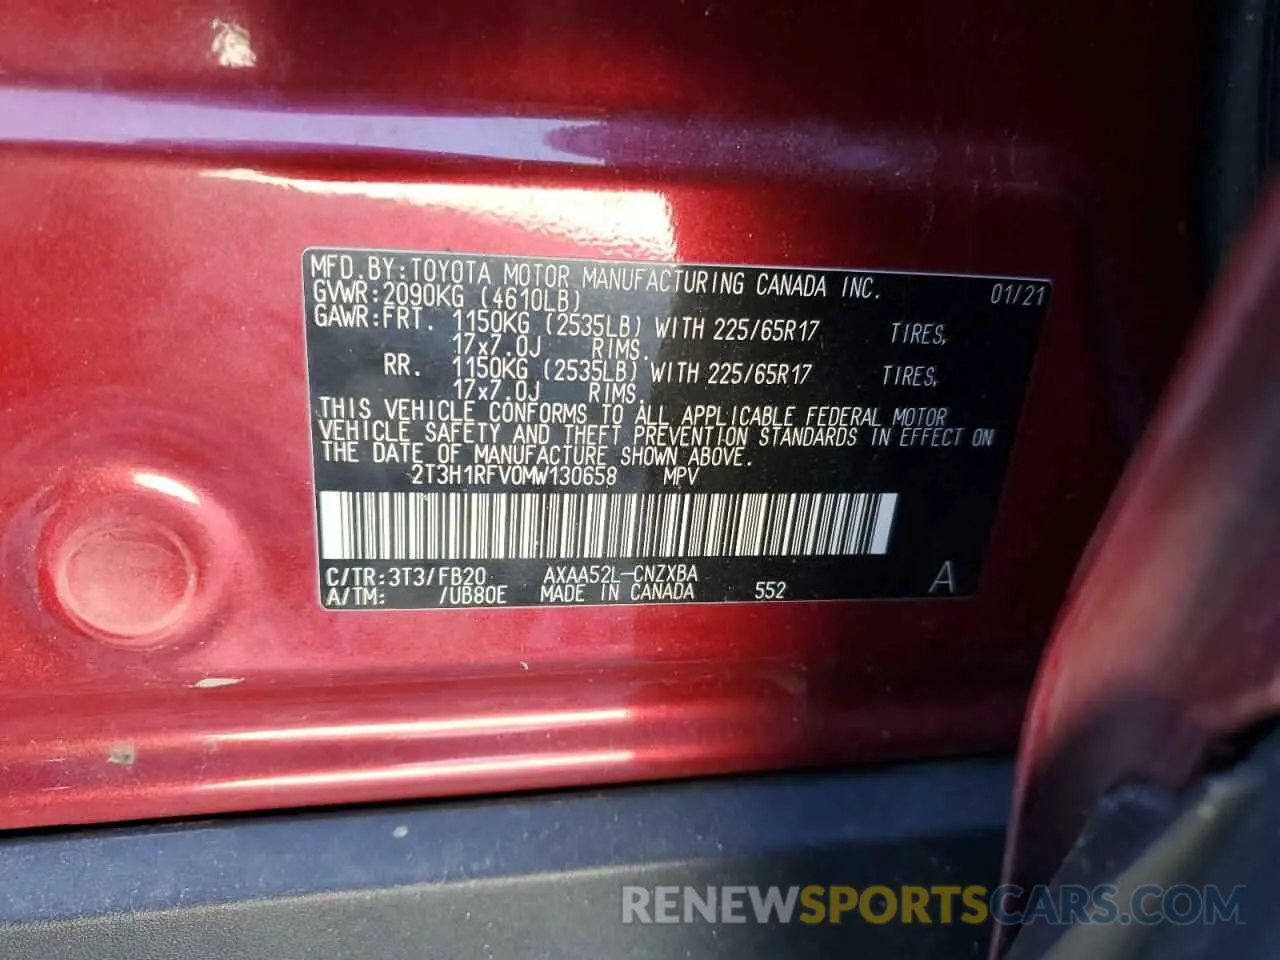 MFD.BY:TOYOTA MOTOR MANUFACTURING CANADA INC. 01/21
GVWR:2090KG (4610LB)
GAWR:FRT. 1150KG (2535LB) WITH 225/65R17 TIRES,
17x7.0J RIMS.
RR. 1150KG (2535LB) WITH 225/65R17 TIRES,
17x7.0J RIMS.
THIS VEHICLE CONFORMS TO ALL APPLICABLE FEDERAL MOTOR
VEHICLE SAFETY AND THEFT PREVENTION STANDARDS IN EFFECT ON
THE DATE OF MANUFACTURE SHOWN ABOVE.
2T3H1RFV0MW130658 MPV
C/TR:3T3/FB20 AXAA52L-CNZXBA
A/TM: /UB80E MADE IN CANADA 552 A
RENEWSPORTSCARS.COM